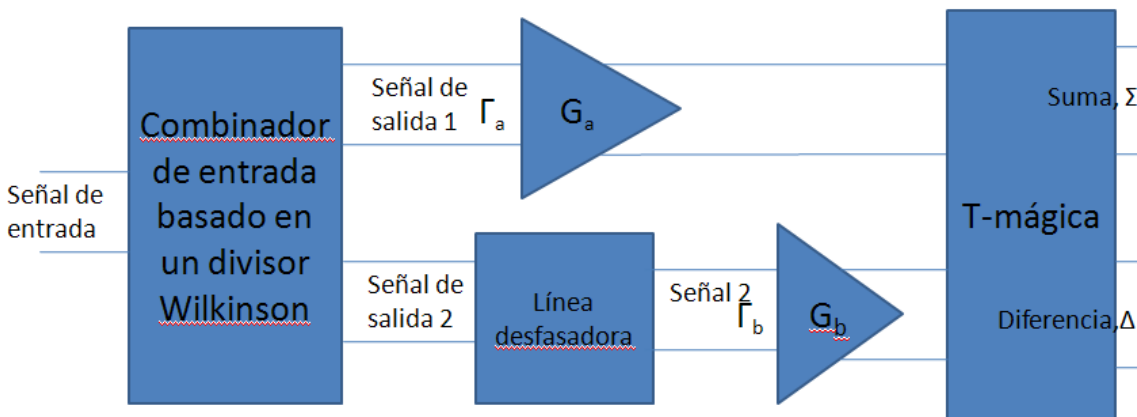 Señal de
entrada
Combinador
de entrada
basado en
un divisor
Wilkinson
Señal de
salida 1
Γa
Ga
Señal de
salida 2
Línea
desfasadora
Señal 2
Γb
Gb
T-mágica
Suma, Σ
Diferencia,Δ